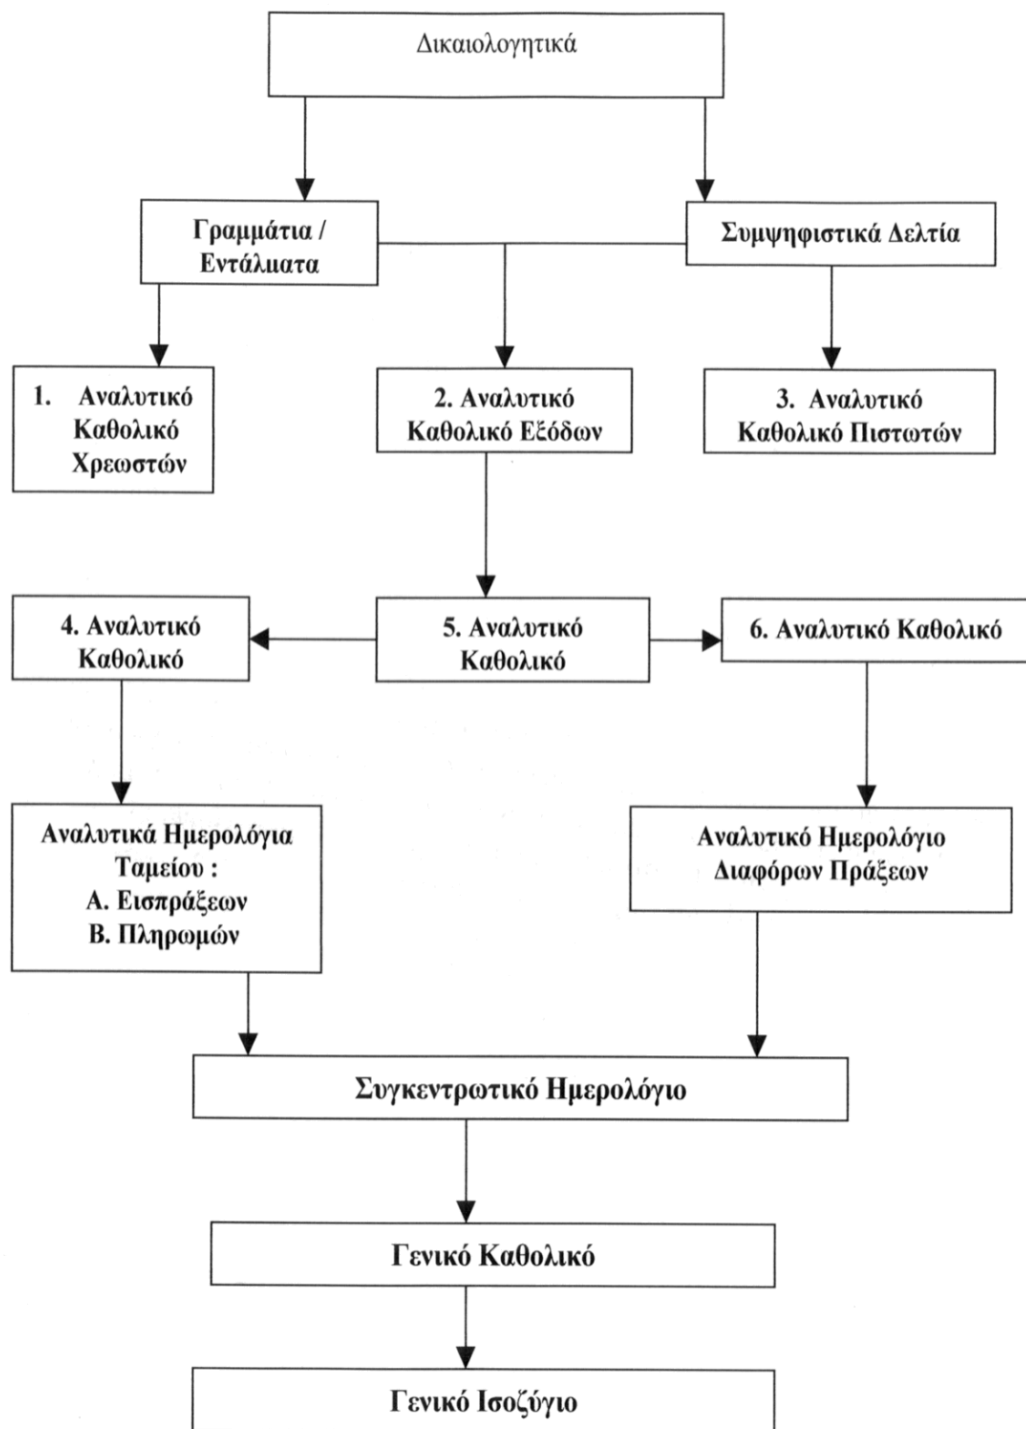 Δικαιολογητικά
Γραμμάτια /
Εντάλματα
Συμψηφιστικά Δελτία
1. Αναλυτικό
Καθολικό
Χρεωστών
2. Αναλυτικό
Καθολικό Εξόδων
3. Αναλυτικό
Καθολικό Πιστωτών
4. Αναλυτικό
Καθολικό
5. Αναλυτικό
Καθολικό
6. Αναλυτικό Καθολικό
Αναλυτικά Ημερολόγια
Ταμείου :
Α. Εισπράξεων
Β. Πληρωμών
Αναλυτικό Ημερολόγιο
Διαφόρων Πράξεων
Συγκεντρωτικό Ημερολόγιο
Γενικό Καθολικό
Γενικό Ισοζύγιο